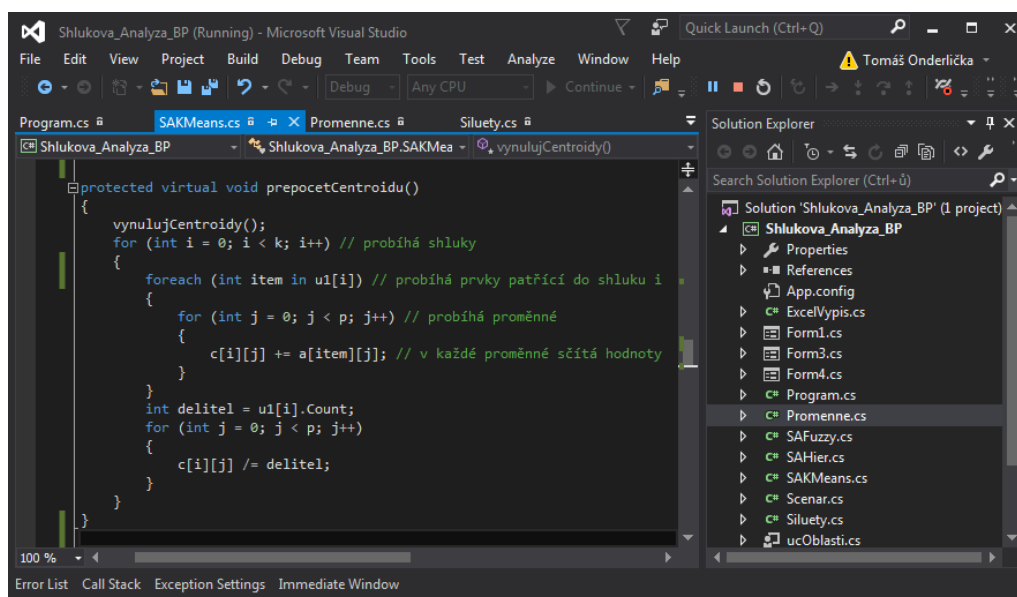 Shlukova_Analyza_BP (Running) - Microsoft Visual Studio
Quick Launch (Ctrl+Q)
File Edit View Project Build Debug Team Tools Test Analyze Window Help
Tomáš Onderlička
Debug Any CPU Continue
Program.cs SAKMeans.cs Promenne.cs Siluety.cs
Shlukova_Analyza_BP Shlukova_Analyza_BP.SAKMea vynulujCentroidy()
protected virtual void prepocetCentroidu()
{
vynulujCentroidy();
for (int i = 0; i < k; i++) // probíhá shluky
{
foreach (int item in u1[i]) // probíhá prvky patřící do shluku i
{
for (int j = 0; j < p; j++) // probíhá proměnné
{
c[i][j] += a[item][j]; // v každé proměnné sčítá hodnoty
}
}
int delitel = u1[i].Count;
for (int j = 0; j < p; j++)
{
c[i][j] /= delitel;
}
}
}
100 %
Error List Call Stack Exception Settings Immediate Window
Solution Explorer
Search Solution Explorer (Ctrl+ů)
Solution 'Shlukova_Analyza_BP' (1 project)
C# Shlukova_Analyza_BP
Properties
References
App.config
C# ExcelVypis.cs
Form1.cs
Form3.cs
Form4.cs
C# Program.cs
C# Promenne.cs
C# SAFuzzy.cs
C# SAHier.cs
C# SAKMeans.cs
C# Scenar.cs
C# Siluety.cs
ucOblasti.cs